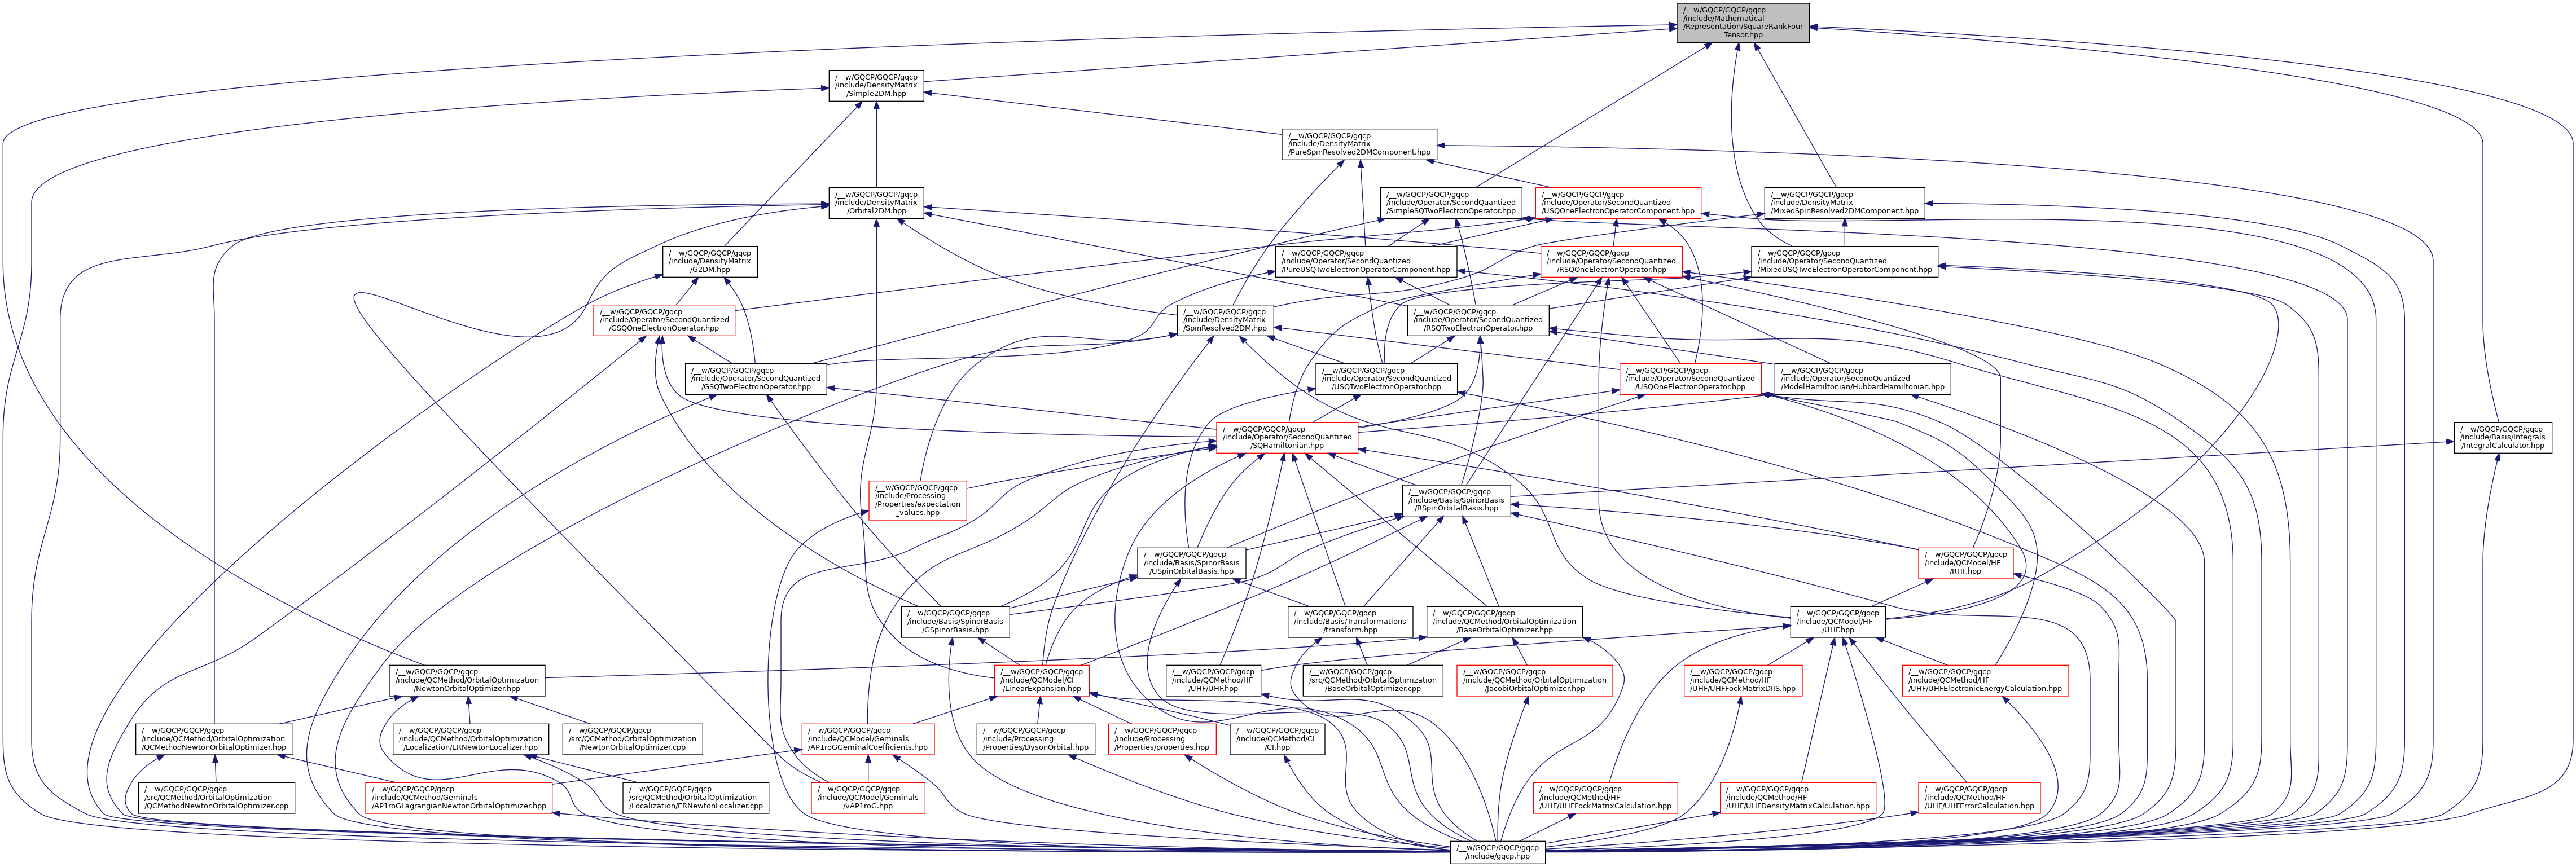 /__w/GQCP/GQCP/gqcp
/include/Mathematical
/Representation/SquareRankFour
Tensor.hpp
/__w/GQCP/GQCP/gqcp
/include/DensityMatrix
/Simple2DM.hpp
/__w/GQCP/GQCP/gqcp
/include/DensityMatrix
/PureSpinResolved2DMComponent.hpp
/__w/GQCP/GQCP/gqcp
/include/DensityMatrix
/Orbital2DM.hpp
/__w/GQCP/GQCP/gqcp
/include/Operator/SecondQuantized
/SimpleSQTwoElectronOperator.hpp
/__w/GQCP/GQCP/gqcp
/include/Operator/SecondQuantized
/USQOneElectronOperatorComponent.hpp
/__w/GQCP/GQCP/gqcp
/include/DensityMatrix
/MixedSpinResolved2DMComponent.hpp
/__w/GQCP/GQCP/gqcp
/include/DensityMatrix
/G2DM.hpp
/__w/GQCP/GQCP/gqcp
/include/Operator/SecondQuantized
/PureUSQTwoElectronOperatorComponent.hpp
/__w/GQCP/GQCP/gqcp
/include/Operator/SecondQuantized
/RSQOneElectronOperator.hpp
/__w/GQCP/GQCP/gqcp
/include/Operator/SecondQuantized
/MixedUSQTwoElectronOperatorComponent.hpp
/__w/GQCP/GQCP/gqcp
/include/Operator/SecondQuantized
/GSQOneElectronOperator.hpp
/__w/GQCP/GQCP/gqcp
/include/DensityMatrix
/SpinResolved2DM.hpp
/__w/GQCP/GQCP/gqcp
/include/Operator/SecondQuantized
/RSQTwoElectronOperator.hpp
/__w/GQCP/GQCP/gqcp
/include/Operator/SecondQuantized
/GSQTwoElectronOperator.hpp
/__w/GQCP/GQCP/gqcp
/include/Operator/SecondQuantized
/USQTwoElectronOperator.hpp
/__w/GQCP/GQCP/gqcp
/include/Operator/SecondQuantized
/USQOneElectronOperator.hpp
/__w/GQCP/GQCP/gqcp
/include/Operator/SecondQuantized
/ModelHamiltonian/HubbardHamiltonian.hpp
/__w/GQCP/GQCP/gqcp
/include/Operator/SecondQuantized
/SQHamiltonian.hpp
/__w/GQCP/GQCP/gqcp
/include/Basis/Integrals
/IntegralCalculator.hpp
/__w/GQCP/GQCP/gqcp
/include/Processing
/Properties/expectation
_values.hpp
/__w/GQCP/GQCP/gqcp
/include/Basis/SpinorBasis
/RSpinOrbitalBasis.hpp
/__w/GQCP/GQCP/gqcp
/include/Basis/SpinorBasis
/USpinOrbitalBasis.hpp
/__w/GQCP/GQCP/gqcp
/include/QCModel/HF
/RHF.hpp
/__w/GQCP/GQCP/gqcp
/include/Basis/SpinorBasis
/GSpinorBasis.hpp
/__w/GQCP/GQCP/gqcp
/include/Basis/Transformations
/transform.hpp
/__w/GQCP/GQCP/gqcp
/include/QCMethod/OrbitalOptimization
/BaseOrbitalOptimizer.hpp
/__w/GQCP/GQCP/gqcp
/include/QCModel/HF
/UHF.hpp
/__w/GQCP/GQCP/gqcp
/include/QCMethod/OrbitalOptimization
/NewtonOrbitalOptimizer.hpp
/__w/GQCP/GQCP/gqcp
/include/QCModel/CI
/LinearExpansion.hpp
/__w/GQCP/GQCP/gqcp
/include/QCMethod/HF
/UHF/UHF.hpp
/__w/GQCP/GQCP/gqcp
/src/QCMethod/OrbitalOptimization
/BaseOrbitalOptimizer.cpp
/__w/GQCP/GQCP/gqcp
/include/QCMethod/OrbitalOptimization
/JacobiOrbitalOptimizer.hpp
/__w/GQCP/GQCP/gqcp
/include/QCMethod/HF
/UHF/UHFFockMatrixDIIS.hpp
/__w/GQCP/GQCP/gqcp
/include/QCMethod/HF
/UHF/UHFElectronicEnergyCalculation.hpp
/__w/GQCP/GQCP/gqcp
/include/QCMethod/OrbitalOptimization
/QCMethodNewtonOrbitalOptimizer.hpp
/__w/GQCP/GQCP/gqcp
/include/QCMethod/OrbitalOptimization
/Localization/ERNewtonLocalizer.hpp
/__w/GQCP/GQCP/gqcp
/src/QCMethod/OrbitalOptimization
/NewtonOrbitalOptimizer.cpp
/__w/GQCP/GQCP/gqcp
/include/QCModel/Geminals
/AP1roGGeminalCoefficients.hpp
/__w/GQCP/GQCP/gqcp
/include/Processing
/Properties/DysonOrbital.hpp
/__w/GQCP/GQCP/gqcp
/include/Processing
/Properties/properties.hpp
/__w/GQCP/GQCP/gqcp
/include/QCMethod/CI
/CI.hpp
/__w/GQCP/GQCP/gqcp
/src/QCMethod/OrbitalOptimization
/QCMethodNewtonOrbitalOptimizer.cpp
/__w/GQCP/GQCP/gqcp
/include/QCMethod/Geminals
/AP1roGLagrangianNewtonOrbitalOptimizer.hpp
/__w/GQCP/GQCP/gqcp
/src/QCMethod/OrbitalOptimization
/Localization/ERNewtonLocalizer.cpp
/__w/GQCP/GQCP/gqcp
/include/QCModel/Geminals
/vAP1roG.hpp
/__w/GQCP/GQCP/gqcp
/include/QCMethod/HF
/UHF/UHFFockMatrixCalculation.hpp
/__w/GQCP/GQCP/gqcp
/include/QCMethod/HF
/UHF/UHFDensityMatrixCalculation.hpp
/__w/GQCP/GQCP/gqcp
/include/QCMethod/HF
/UHF/UHFErrorCalculation.hpp
/__w/GQCP/GQCP/gqcp
/include/gqcp.hpp